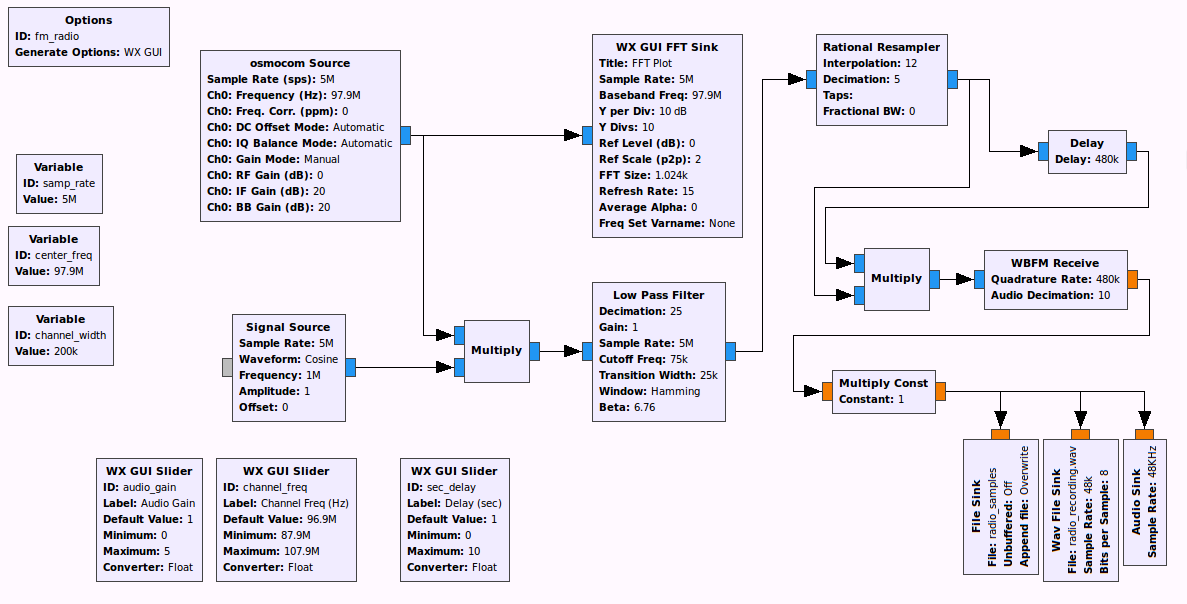 Options
ID: fm_radio
Generate Options: WX GUI
Variable
ID: samp_rate
Value: 5M
Variable
ID: center_freq
Value: 97.9M
Variable
ID: channel_width
Value: 200k
osmocom Source
Sample Rate (sps): 5M
Ch0: Frequency (Hz): 97.9M
Ch0: Freq. Corr. (ppm): 0
Ch0: DC Offset Mode: Automatic
Ch0: IQ Balance Mode: Automatic
Ch0: Gain Mode: Manual
Ch0: RF Gain (dB): 0
Ch0: IF Gain (dB): 20
Ch0: BB Gain (dB): 20
Signal Source
Sample Rate: 5M
Waveform: Cosine
Frequency: 1M
Amplitude: 1
Offset: 0
Multiply
WX GUI FFT Sink
Title: FFT Plot
Sample Rate: 5M
Baseband Freq: 97.9M
Y per Div: 10 dB
Y Divs: 10
Ref Level (dB): 0
Ref Scale (p2p): 2
FFT Size: 1.024k
Refresh Rate: 15
Average Alpha: 0
Freq Set Varname: None
Low Pass Filter
Decimation: 25
Gain: 1
Sample Rate: 5M
Cutoff Freq: 75k
Transition Width: 25k
Window: Hamming
Beta: 6.76
Rational Resampler
Interpolation: 12
Decimation: 5
Taps:
Fractional BW: 0
Delay
Delay: 480k
Multiply
WBFM Receive
Quadrature Rate: 480k
Audio Decimation: 10
Multiply Const
Constant: 1
File Sink
File: radio_samples
Unbuffered: Off
Append file: Overwrite
Wav File Sink
File: radio_recording.wav
Sample Rate: 48k
Bits per Sample: 8
Audio Sink
Sample Rate: 48KHz
WX GUI Slider
ID: audio_gain
Label: Audio Gain
Default Value: 1
Minimum: 0
Maximum: 5
Converter: Float
WX GUI Slider
ID: channel_freq
Label: Channel Freq (Hz)
Default Value: 96.9M
Minimum: 87.9M
Maximum: 107.9M
Converter: Float
WX GUI Slider
ID: sec_delay
Label: Delay (sec)
Default Value: 1
Minimum: 0
Maximum: 10
Converter: Float